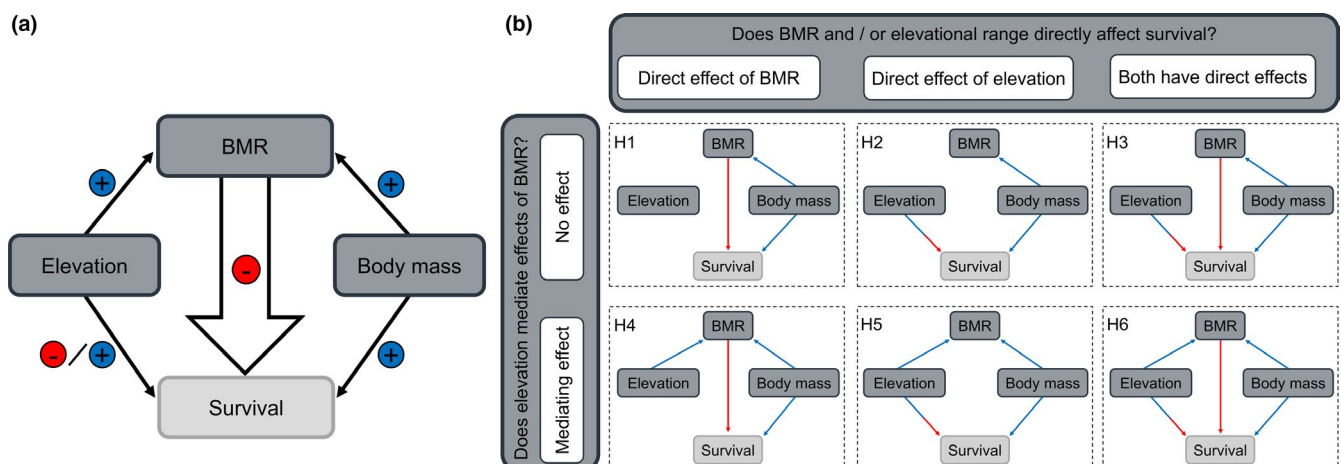 (a)
BMR
+
+
Elevation
-
Body mass
- / +
+
Survival
(b)
Does BMR and / or elevational range directly affect survival?
Direct effect of BMR
Direct effect of elevation
Both have direct effects
Does elevation mediate effects of BMR?
No effect
Mediating effect
H1
BMR
Elevation
Body mass
Survival
H2
BMR
Elevation
Body mass
Survival
H3
BMR
Elevation
Body mass
Survival
H4
BMR
Elevation
Body mass
Survival
H5
BMR
Elevation
Body mass
Survival
H6
BMR
Elevation
Body mass
Survival